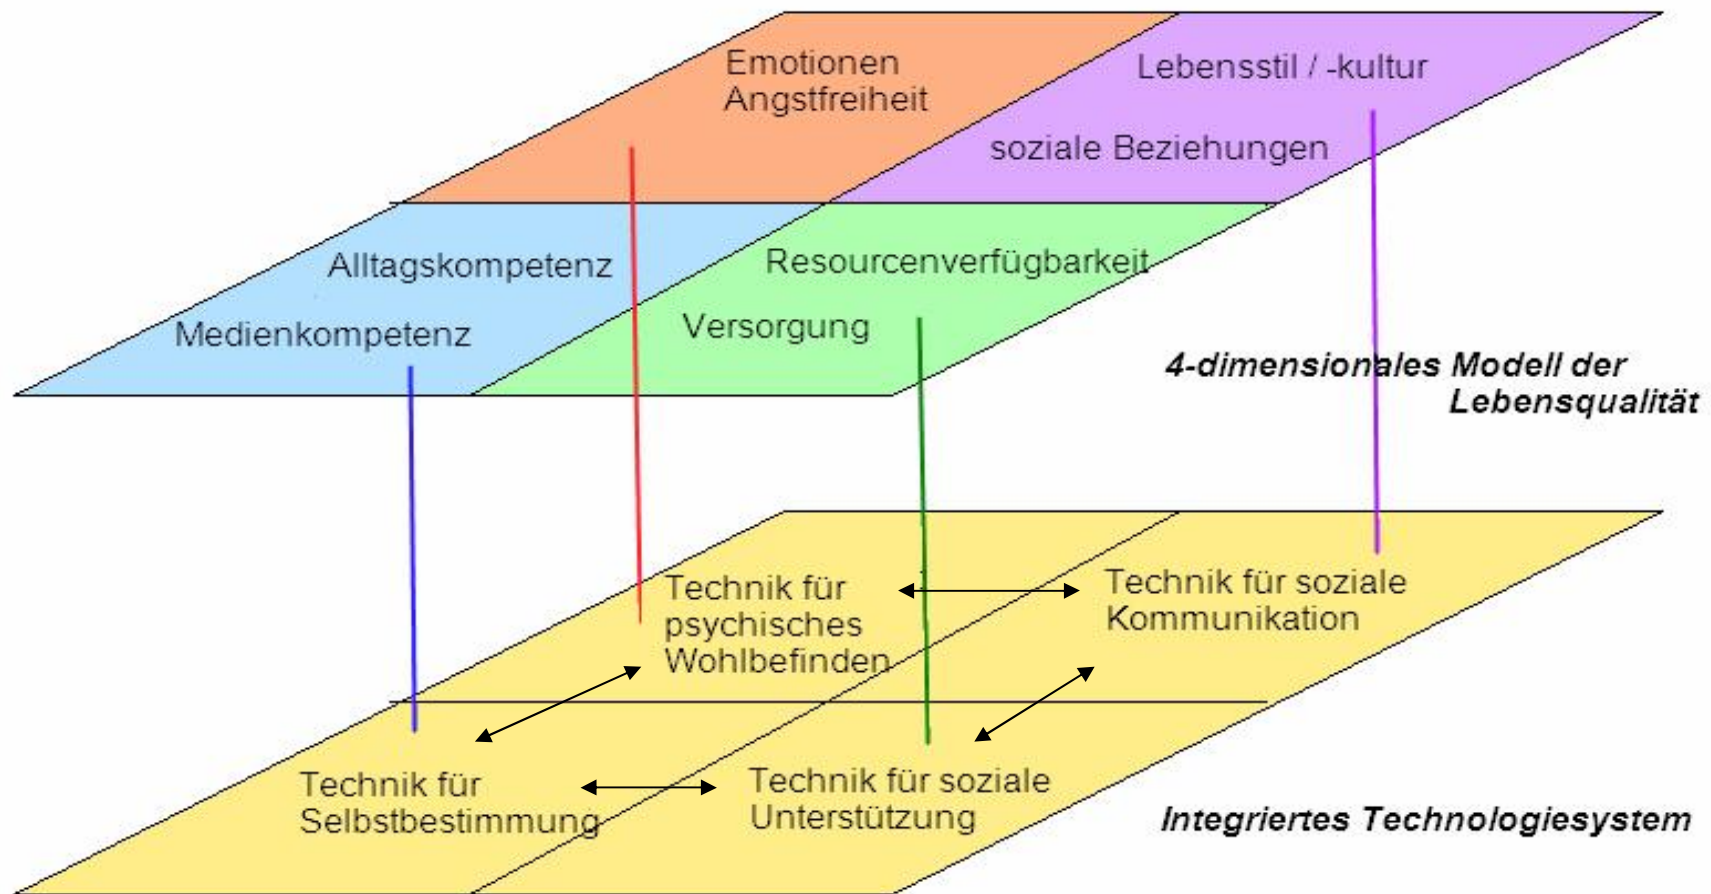 Emotionen
Angstfreiheit
Lebensstil / -kultur
soziale Beziehungen
Alltagskompetenz
Medienkompetenz
Resourcenverfügbarkeit
Versorgung
4-dimensionales Modell der
Lebensqualität
Technik für
psychisches
Wohlbefinden
Technik für soziale
Kommunikation
Technik für
Selbstbestimmung
Technik für soziale
Unterstützung
Integriertes Technologiesystem